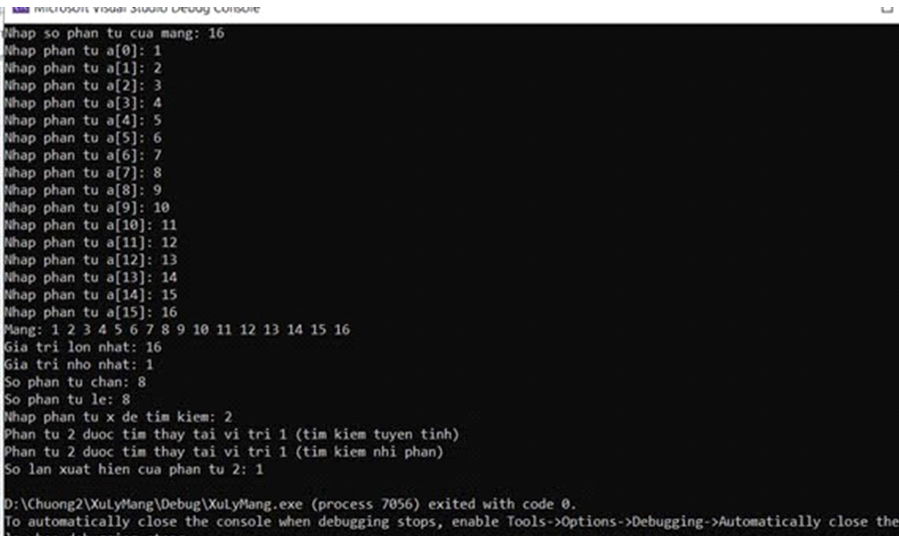 Microsoft Visual Studio Debug Console
Nhap so phan tu cua mang: 16
Nhap phan tu a[0]: 1
Nhap phan tu a[1]: 2
Nhap phan tu a[2]: 3
Nhap phan tu a[3]: 4
Nhap phan tu a[4]: 5
Nhap phan tu a[5]: 6
Nhap phan tu a[6]: 7
Nhap phan tu a[7]: 8
Nhap phan tu a[8]: 9
Nhap phan tu a[9]: 10
Nhap phan tu a[10]: 11
Nhap phan tu a[11]: 12
Nhap phan tu a[12]: 13
Nhap phan tu a[13]: 14
Nhap phan tu a[14]: 15
Nhap phan tu a[15]: 16
Mang: 1 2 3 4 5 6 7 8 9 10 11 12 13 14 15 16
Gia tri lon nhat: 16
Gia tri nho nhat: 1
So phan tu chan: 8
So phan tu le: 8
Nhap phan tu x de tim kiem: 2
Phan tu 2 duoc tim thay tai vi tri 1 (tim kiem tuyen tinh)
Phan tu 2 duoc tim thay tai vi tri 1 (tim kiem nhi phan)
So lan xuat hien cua phan tu 2: 1
D:\Chuong2\XuLyMang\Debug\XuLyMang.exe (process 7056) exited with code 0.
To automatically close the console when debugging stops, enable Tools->Options->Debugging->Automatically close the